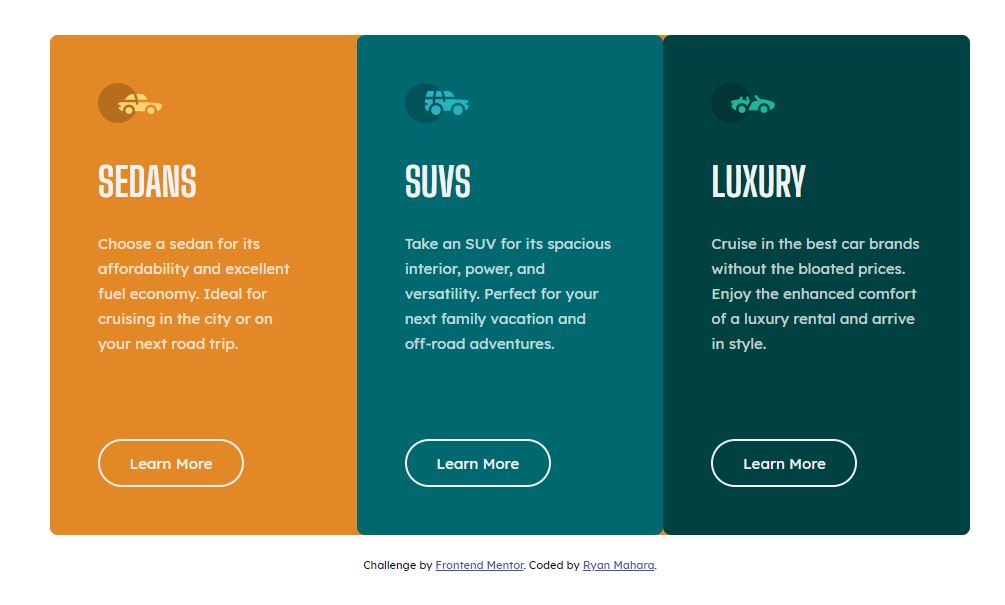 SEDANS
Choose a sedan for its
affordability and excellent
fuel economy. Ideal for
cruising in the city or on
your next road trip.
Learn More
SUVS
Take an SUV for its spacious
interior, power, and
versatility. Perfect for your
next family vacation and
off-road adventures.
Learn More
LUXURY
Cruise in the best car brands
without the bloated prices.
Enjoy the enhanced comfort
of a luxury rental and arrive
in style.
Learn More
Challenge by Frontend Mentor. Coded by Ryan Mahara.